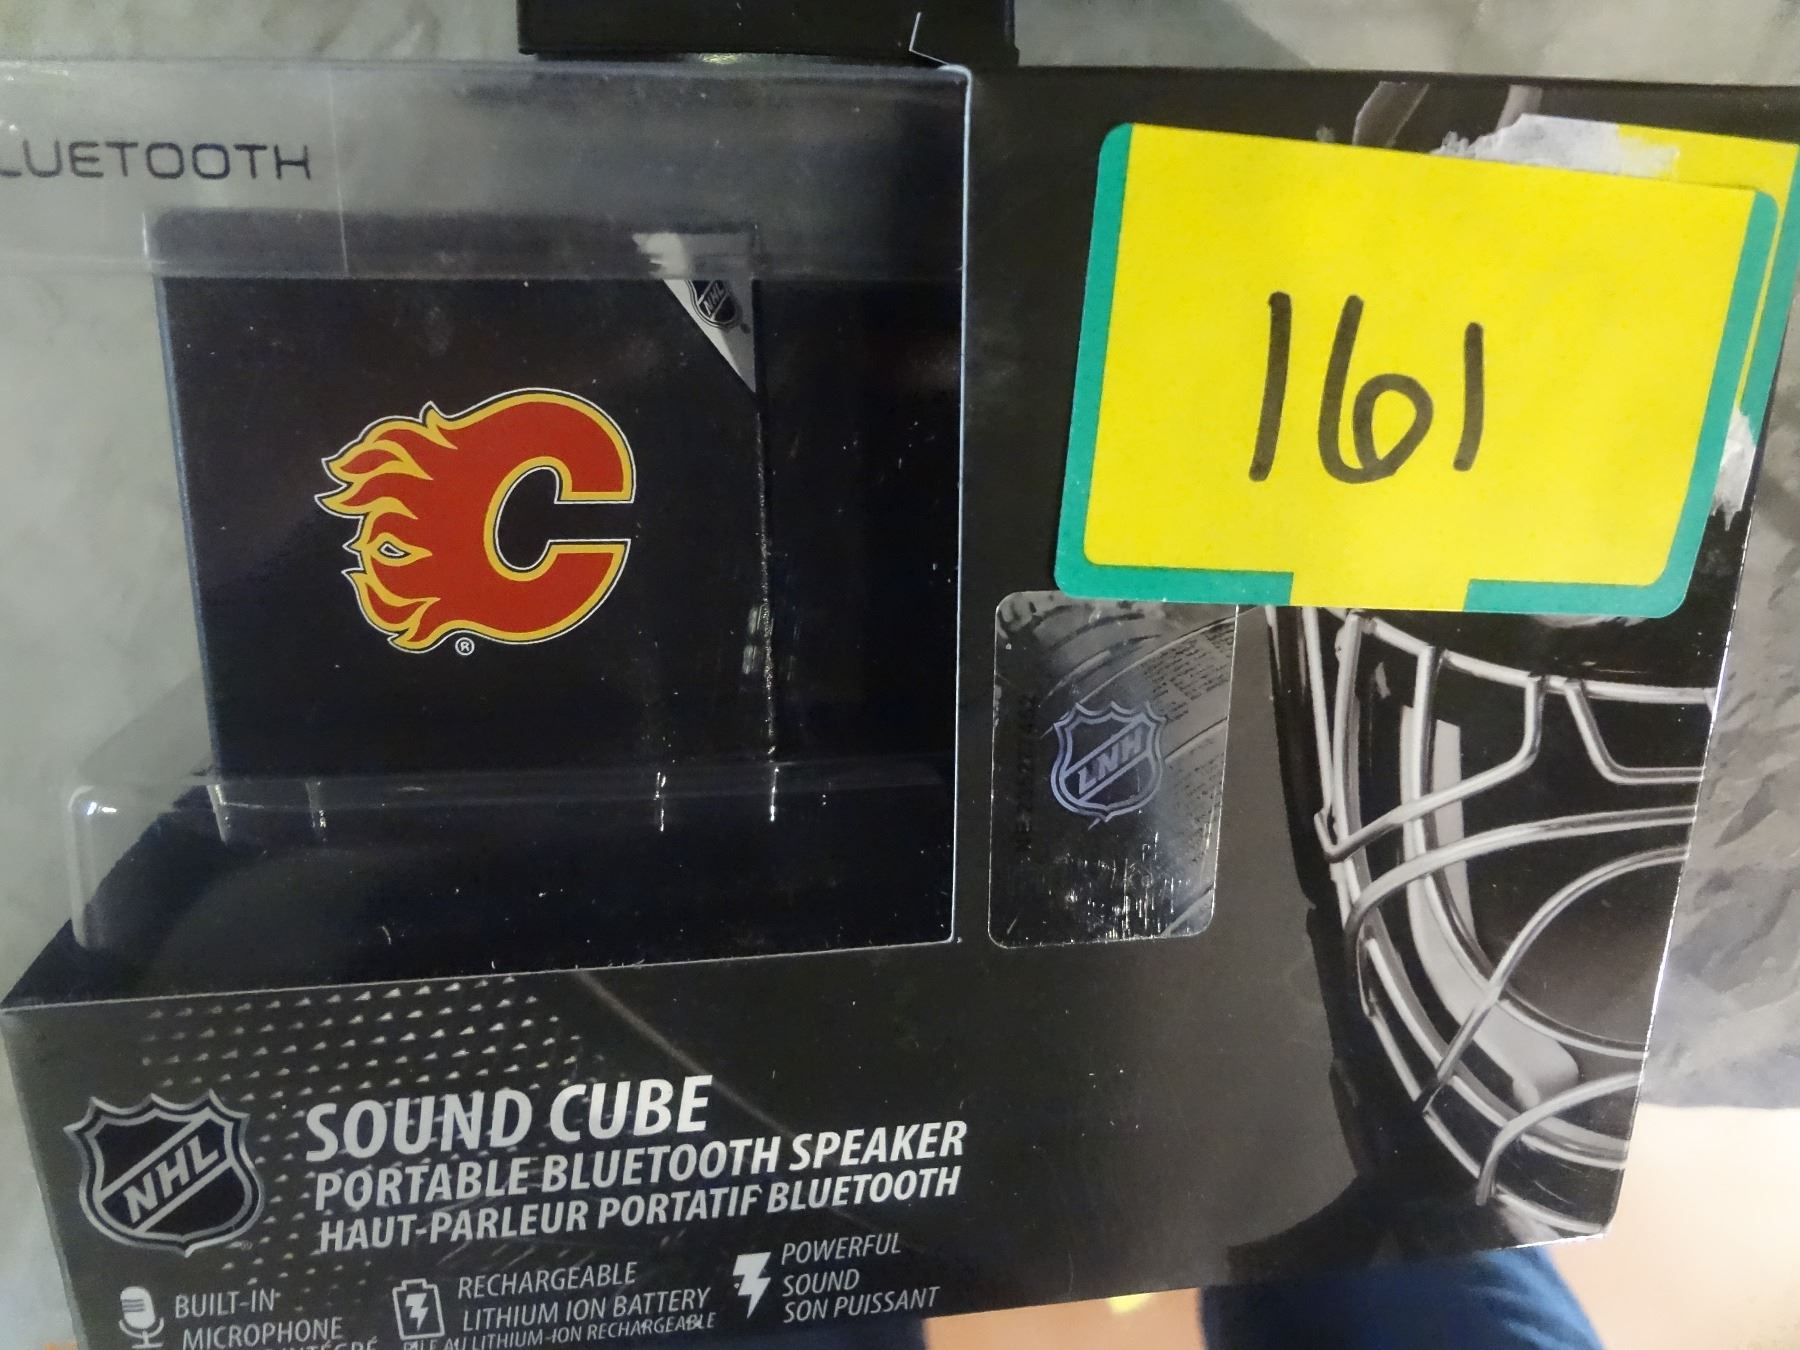 LUETOOTH
NHL
®
161
LNH
NHL
SOUND CUBE
PORTABLE BLUETOOTH SPEAKER
HAUT-PARLEUR PORTATIF BLUETOOTH
BUILT-IN
MICROPHONE
RECHARGEABLE
LITHIUM ION BATTERY
PILE AU LITHIUM-ION RECHARGEABLE
POWERFUL
SOUND
SON PUISSANT